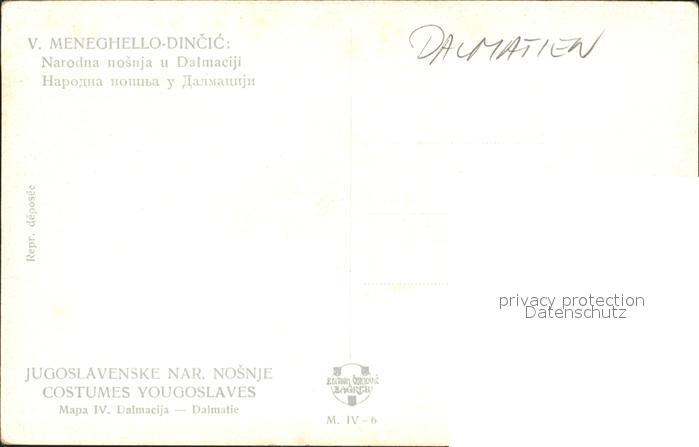 V. MENEGHELLO-DINČIĆ:
Narodna nošnja u Dalmaciji
Народна ношња у Далмацији
DALMATIEN
Repr. déposée
privacy protection
Datenschutz
JUGOSLAVENSKE NAR. NOŠNJE
COSTUMES YOUGOSLAVES
Mapa IV. Dalmacija — Dalmatie
ZAGREB
M. IV-6